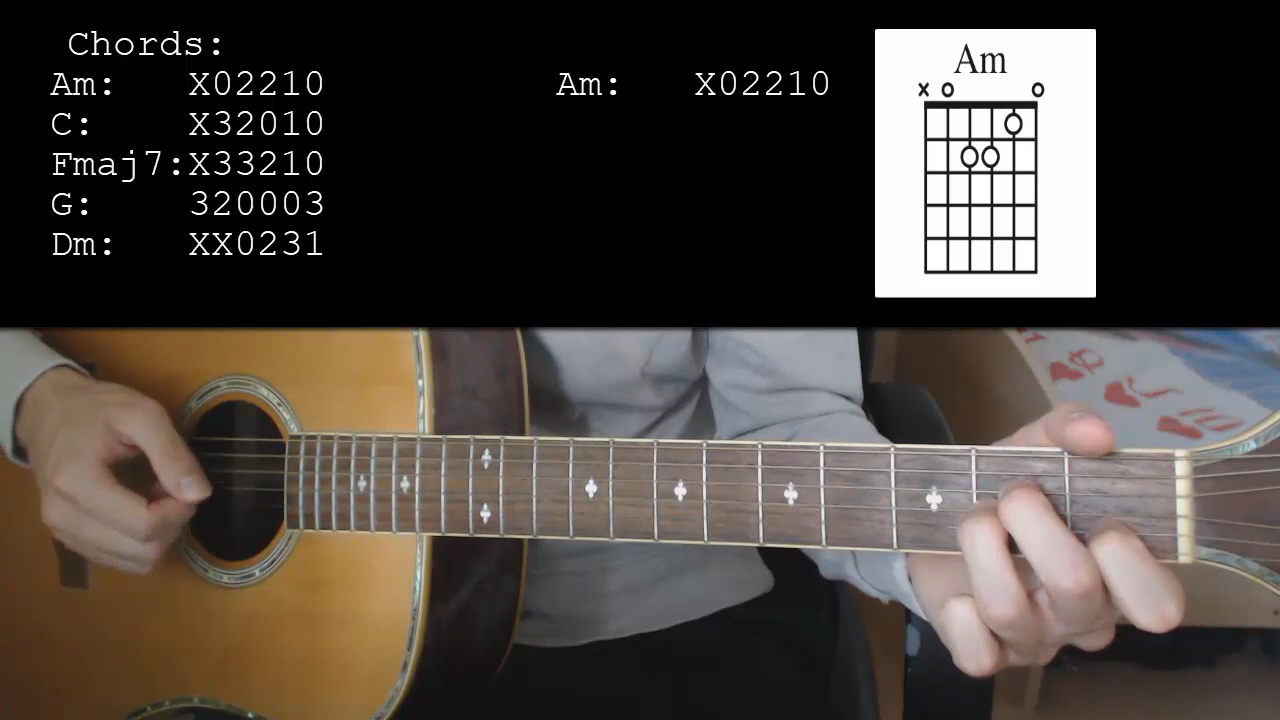 Chords:
Am: X02210
C: X32010
Fmaj7:X33210
G: 320003
Dm: XX0231
Am: X02210
Am
x o o